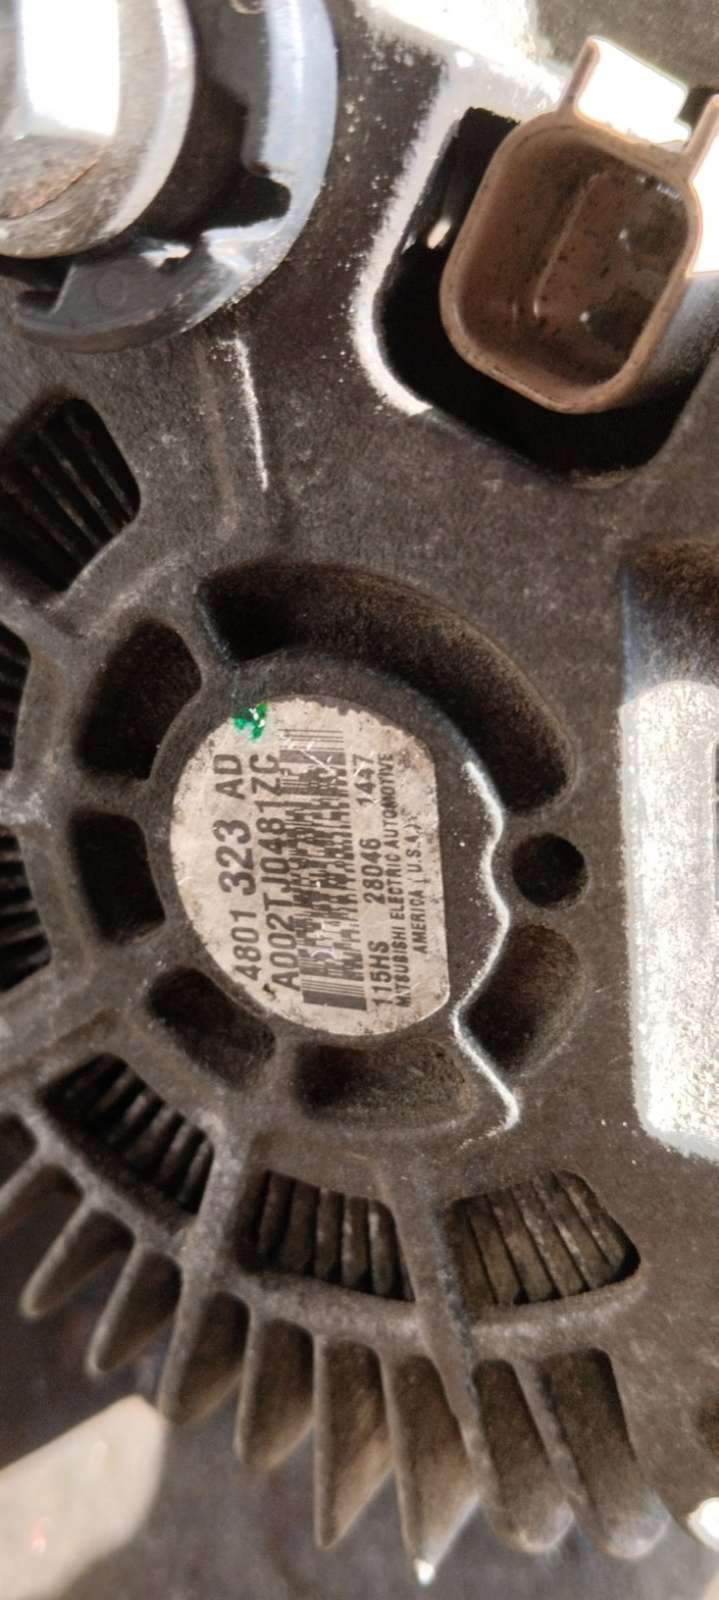 4801 323 AD
A002TJ0481ZC
115HS 28046 1447
MITSUBISHI ELECTRIC AUTOMOTIVE
AMERICA (U.S.A.)